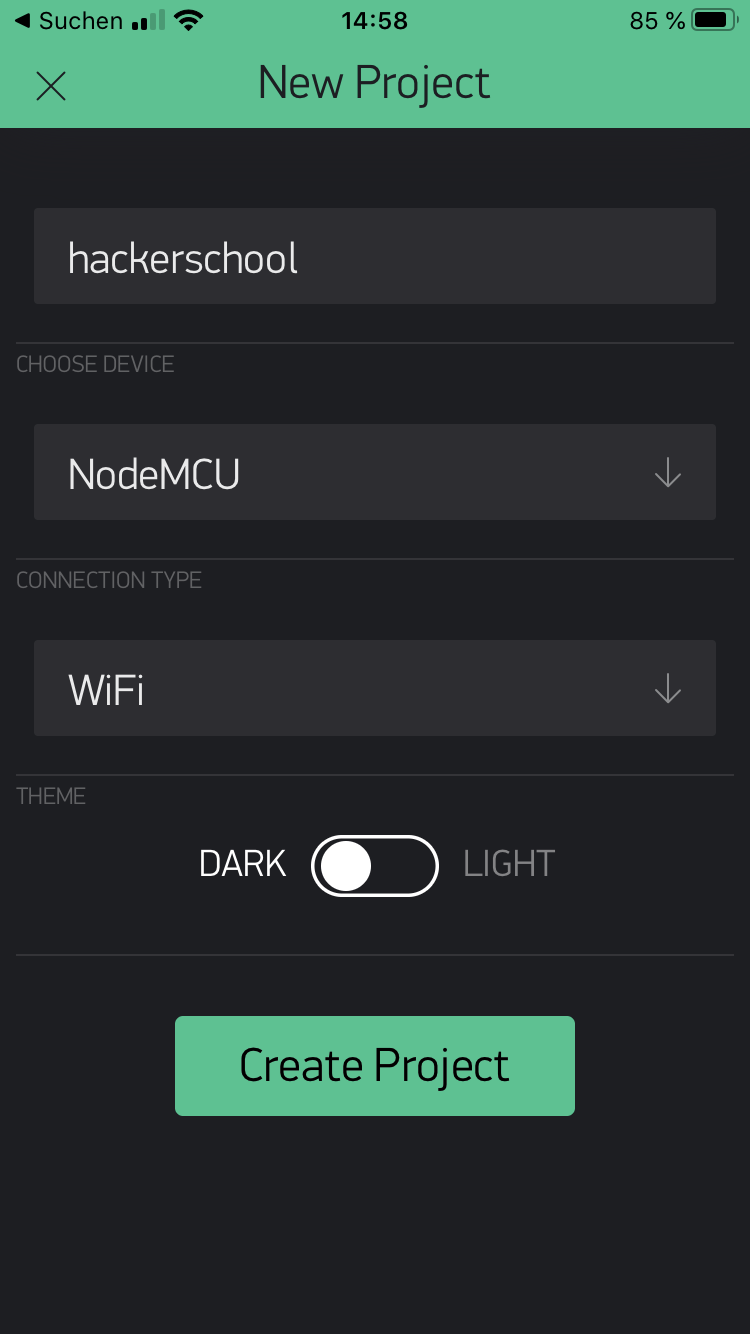 Suchen 14:58 85 %
New Project
hackerschool
CHOOSE DEVICE
NodeMCU
CONNECTION TYPE
WiFi
THEME
DARK LIGHT
Create Project